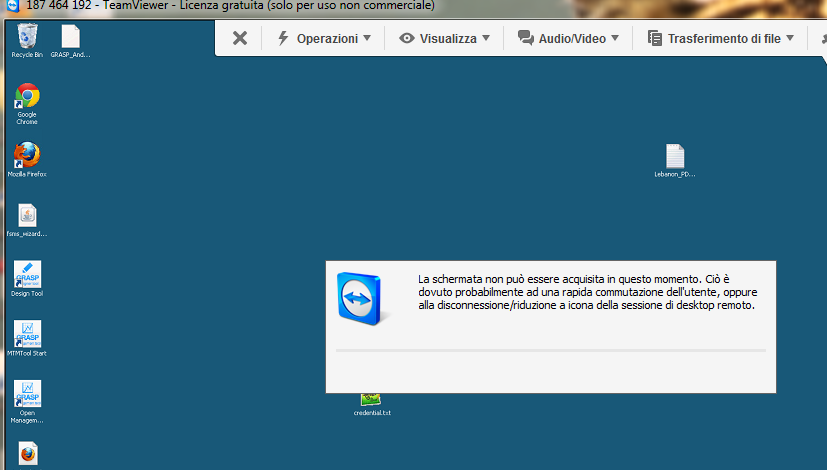 187 464 192 - TeamViewer - Licenza gratuita (solo per uso non commerciale)
Operazioni
Visualizza
Audio/Video
Trasferimento di file
Recycle Bin
GRASP_And...
Google
Chrome
Mozilla Firefox
Lebanon_PD...
fsms_wizard...
GRASP
Design Tool
GRASP
MTMTool Start
GRASP
Open
Managem...
La schermata non può essere acquisita in questo momento. Ciò è
dovuto probabilmente ad una rapida commutazione dell'utente, oppure
alla disconnessione/riduzione a icona della sessione di desktop remoto.
credential.txt